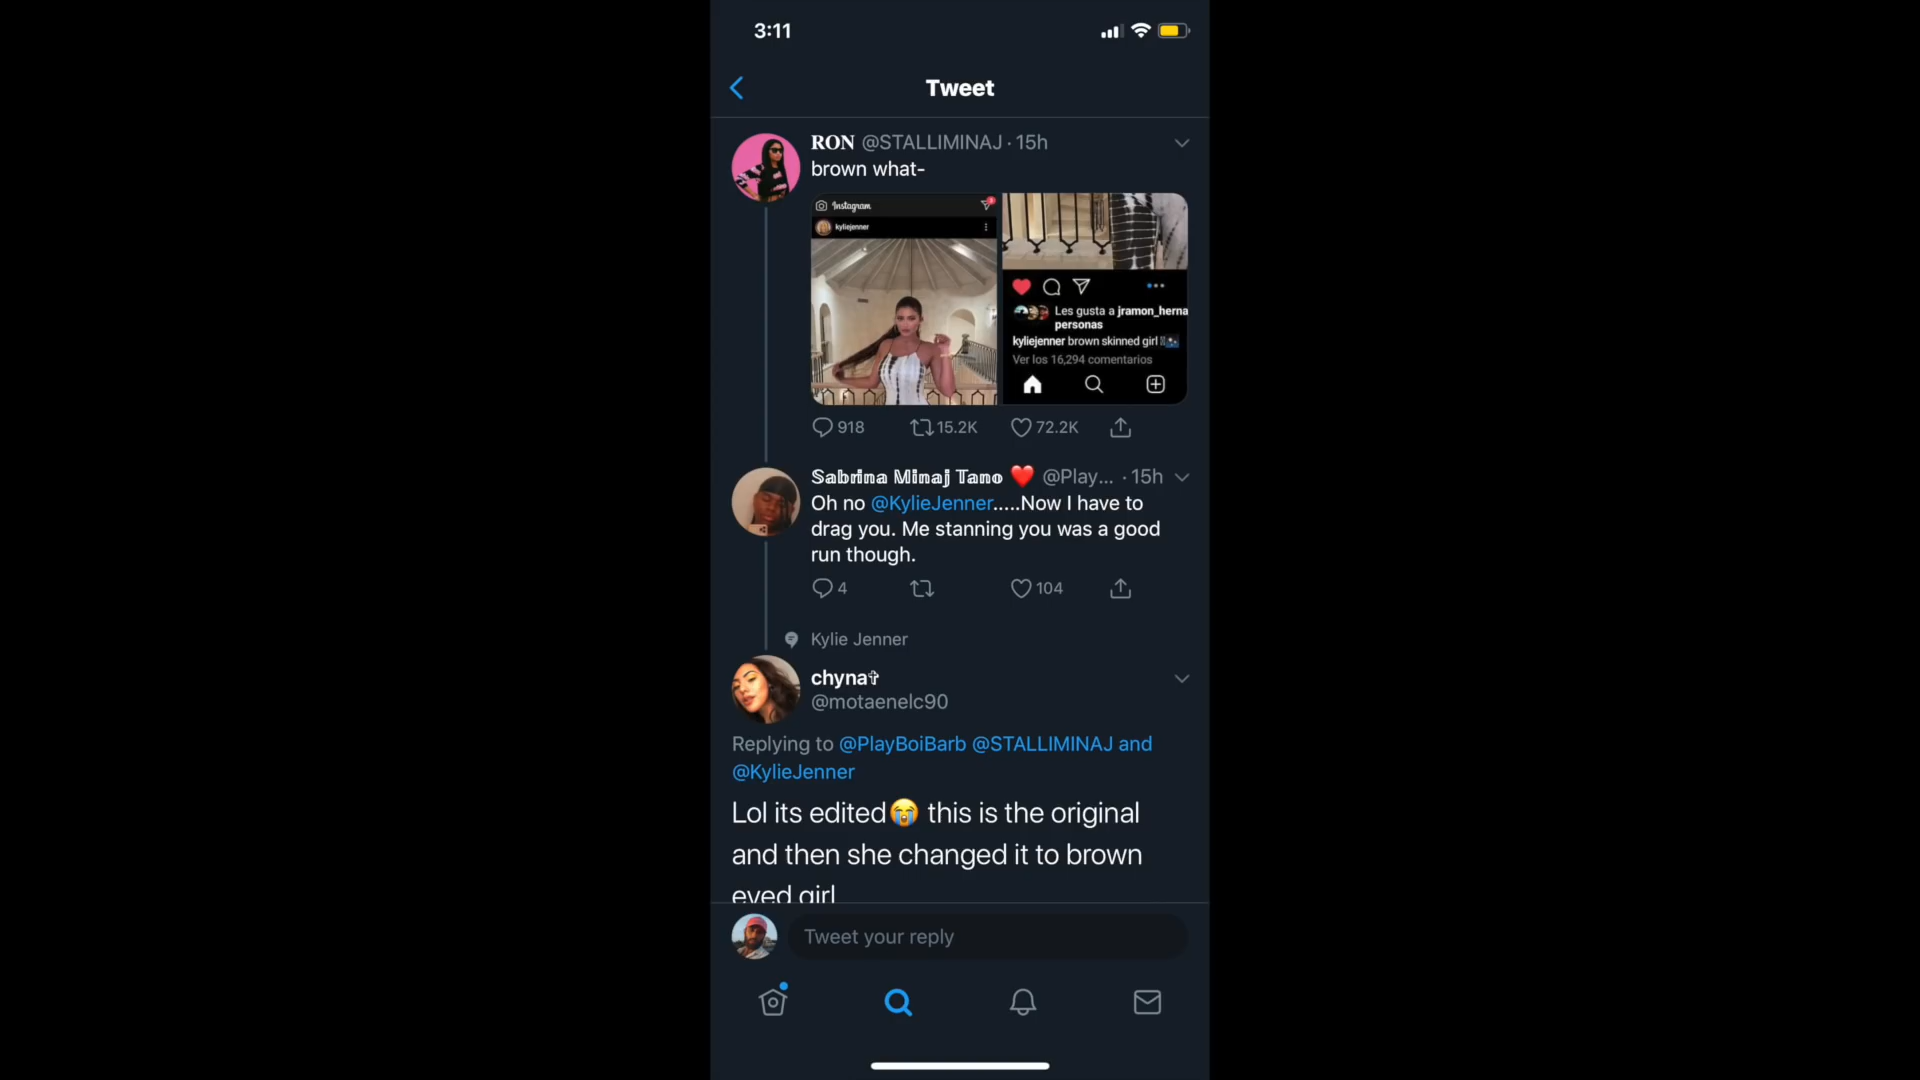 3:11
Tweet
RON @STALLIMINAJ · 15h
brown what-
Instagram
kyliejenner
Les gusta a jramon_herna
personas
kyliejenner brown skinned girl
Ver los 16,294 comentarios
918 15.2K 72.2K
𝕊𝕒𝕓𝕣𝕚𝕟𝕒 𝕄𝕚𝕟𝕒𝕛 𝕋𝕒𝕟𝕠 ❤️ @Play... · 15h
Oh no @KylieJenner.....Now I have to
drag you. Me stanning you was a good
run though.
4 104
Kylie Jenner
chyna✞
@motaenelc90
Replying to @PlayBoiBarb @STALLIMINAJ and
@KylieJenner
Lol its edited😭 this is the original
and then she changed it to brown
eyed girl
Tweet your reply